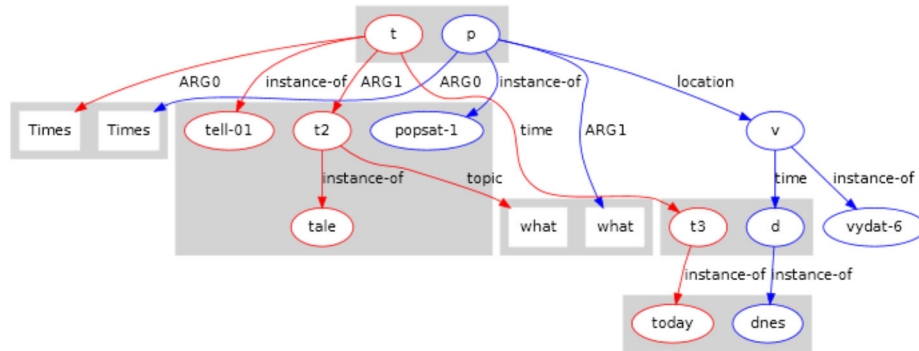 t p
ARG0 instance-of ARG1 ARG0 instance-of location
Times Times tell-01 t2 popsat-1 time ARG1 v
instance-of topic time instance-of
tale what what t3 d vydat-6
instance-of instance-of
today dnes